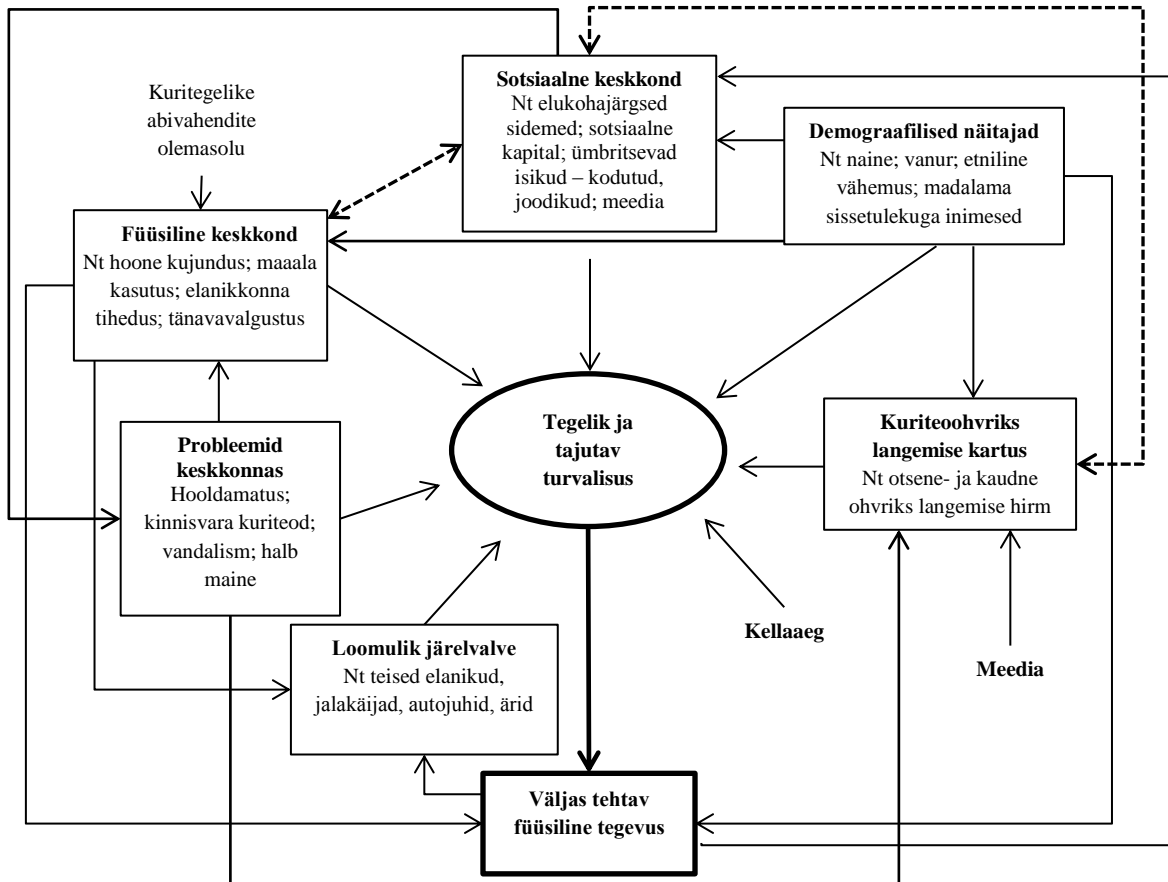 Kuritegelike
abivahendite
olemasolu
Sotsiaalne keskkond
Nt elukohajärgsed
sidemed; sotsiaalne
kapital; ümbritsevad
isikud – kodutud,
joodikud; meedia
Demograafilised näitajad
Nt naine; vanur; etniline
vähemus; madalama
sissetulekuga inimesed
Füüsiline keskkond
Nt hoone kujundus; maaala
kasutus; elanikkonna
tihedus; tänavavalgustus
Tegelik ja
tajutav
turvalisus
Probleemid
keskkonnas
Hooldamatus;
kinnisvara kuriteod;
vandalism; halb
maine
Kuriteoohvriks
langemise kartus
Nt otsene- ja kaudne
ohvriks langemise hirm
Kellaaeg
Meedia
Loomulik järelvalve
Nt teised elanikud,
jalakäijad, autojuhid, ärid
Väljas tehtav
füüsiline tegevus